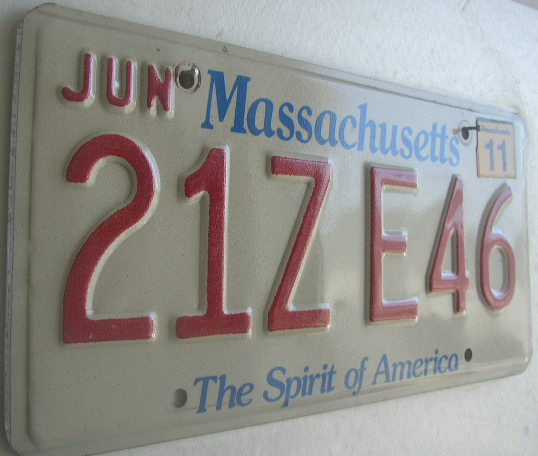 JUN Massachusetts 11
21Z E46
The Spirit of America